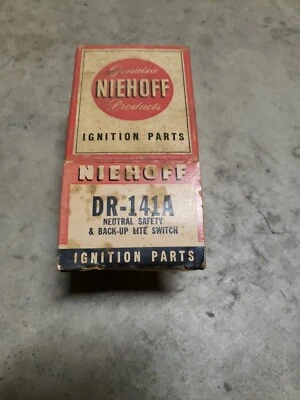 Genuine
NIEHOFF
Products
IGNITION PARTS
NIEHOFF
DR-141A
NEUTRAL SAFETY
& BACK-UP LITE SWITCH
IGNITION PARTS